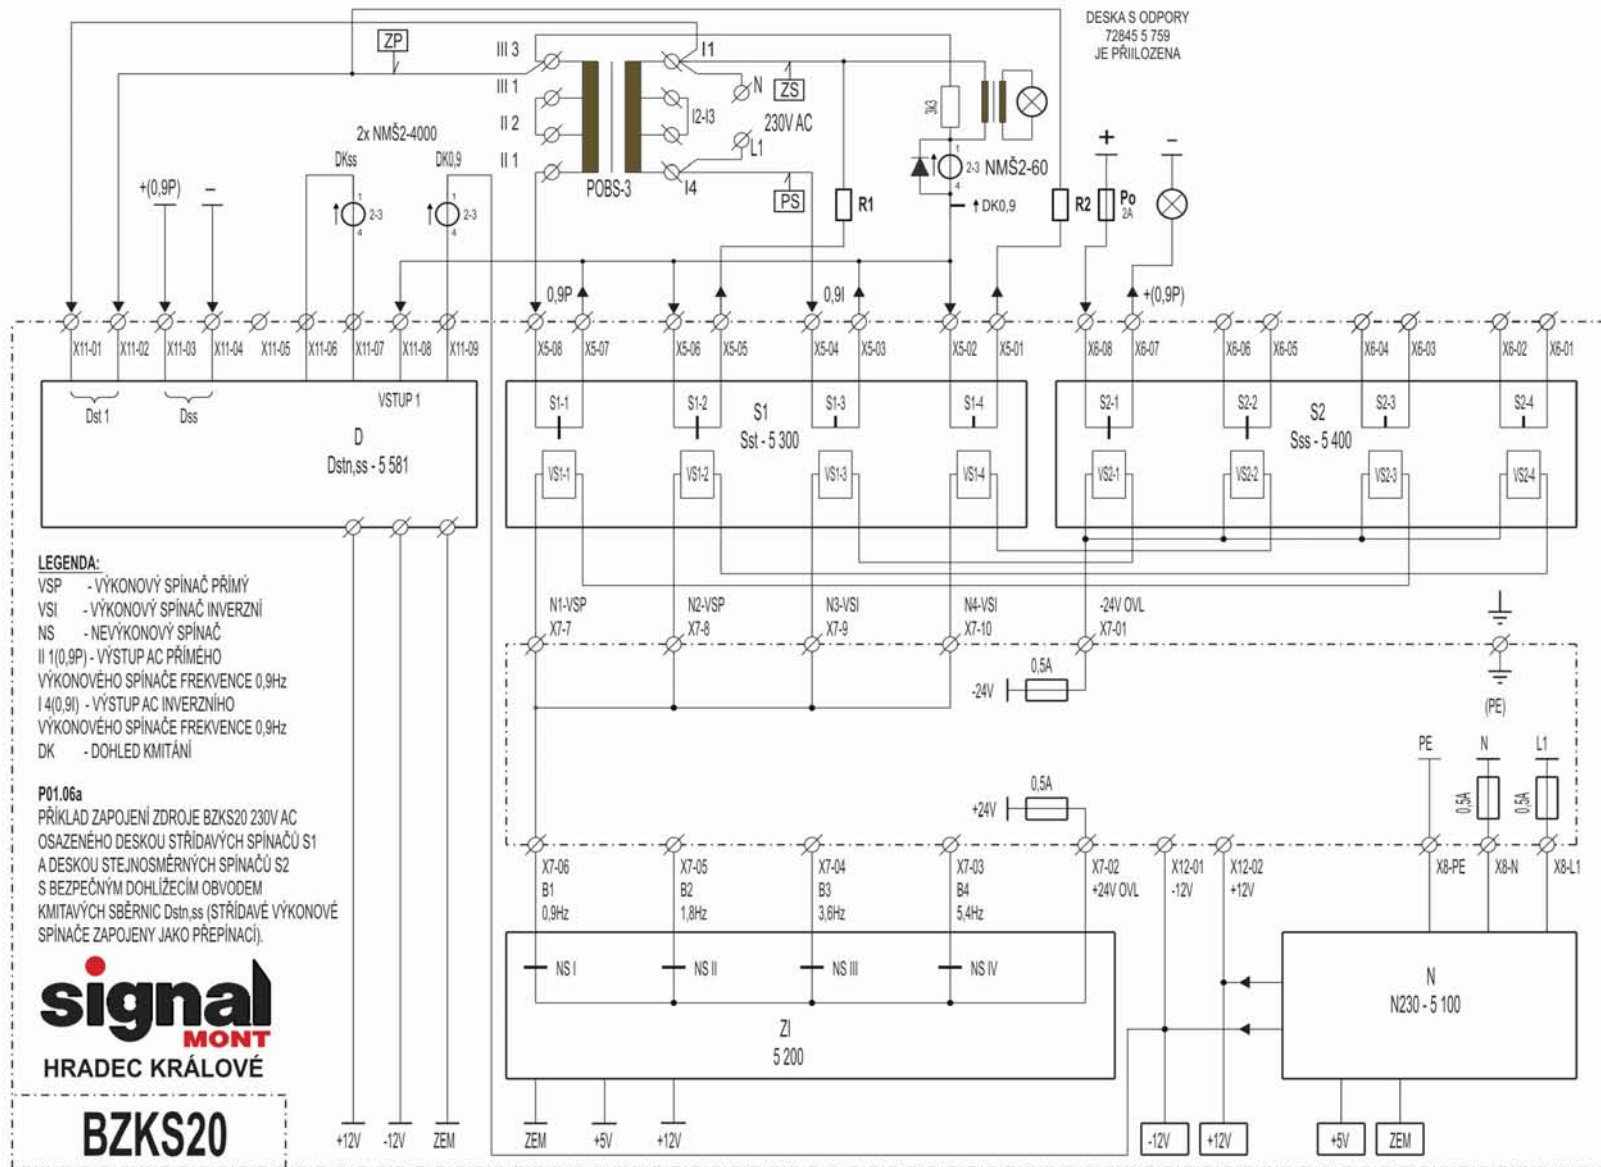 DESKA S ODPORY
72845 5 759
JE PŘIILOZENA
ZP
III 3
I1
III 1
N
ZS
I2-I3
230V AC
3k3
II 2
2x NMŠ2-4000
L1
+
−
DKss
DK0,9
II 1
1
2-3
4
NMŠ2-60
I4
POBS-3
+(0,9P)
−
1
2-3
4
1
2-3
4
PS
R1
DK0,9
R2
Po
2A
0,9P
0,9I
+(0,9P)
X11-01
X11-02
X11-03
X11-04
X11-05
X11-06
X11-07
X11-08
X11-09
X5-08
X5-07
X5-06
X5-05
X5-04
X5-03
X5-02
X5-01
X6-08
X6-07
X6-06
X6-05
X6-04
X6-03
X6-02
X6-01
Dst 1
Dss
VSTUP 1
D
Dstn,ss - 5 581
S1-1
S1-2
S1-3
S1-4
S1
Sst - 5 300
VS1-1
VS1-2
VS1-3
VS1-4
S2-1
S2-2
S2-3
S2-4
S2
Sss - 5 400
VS2-1
VS2-2
VS2-3
VS2-4
LEGENDA:
VSP - VÝKONOVÝ SPÍNAČ PŘÍMÝ
VSI - VÝKONOVÝ SPÍNAČ INVERZNÍ
NS - NEVÝKONOVÝ SPÍNAČ
II 1(0,9P) - VÝSTUP AC PŘÍMÉHO
VÝKONOVÉHO SPÍNAČE FREKVENCE 0,9Hz
I 4(0,9I) - VÝSTUP AC INVERZNÍHO
VÝKONOVÉHO SPÍNAČE FREKVENCE 0,9Hz
DK - DOHLED KMITÁNÍ
N1-VSP
X7-7
N2-VSP
X7-8
N3-VSI
X7-9
N4-VSI
X7-10
-24V OVL
X7-01
0,5A
-24V
(PE)
PE
N
L1
0,5A
0,5A
0,5A
+24V
P01.06a
PŘÍKLAD ZAPOJENÍ ZDROJE BZKS20 230V AC
OSAZENÉHO DESKOU STŘÍDAVÝCH SPÍNAČŮ S1
A DESKOU STEJNOSMĚRNÝCH SPÍNAČŮ S2
S BEZPEČNÝM DOHLÍŽECÍM OBVODEM
KMITAVÝCH SBĚRNIC Dstn,ss (STŘÍDAVÉ VÝKONOVÉ
SPÍNAČE ZAPOJENY JAKO PŘEPÍNACÍ).
X7-06
B1
0,9Hz
X7-05
B2
1,8Hz
X7-04
B3
3,6Hz
X7-03
B4
5,4Hz
X7-02
+24V OVL
X12-01
-12V
X12-02
+12V
X8-PE
X8-N
X8-L1
NS I
NS II
NS III
NS IV
ZI
5 200
N
N230 - 5 100
signal
MONT
HRADEC KRÁLOVÉ
BZKS20
+12V
-12V
ZEM
ZEM
+5V
+12V
-12V
+12V
+5V
ZEM